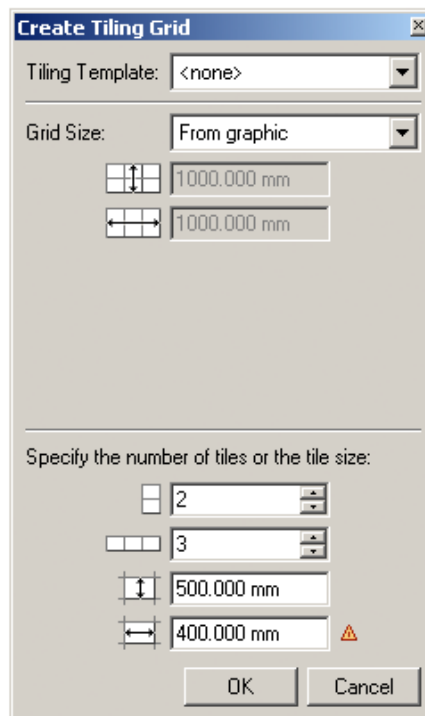 Create Tiling Grid
Tiling Template: <none>
Grid Size: From graphic
1000.000 mm
1000.000 mm
Specify the number of tiles or the tile size:
2
3
500.000 mm
400.000 mm
OK Cancel